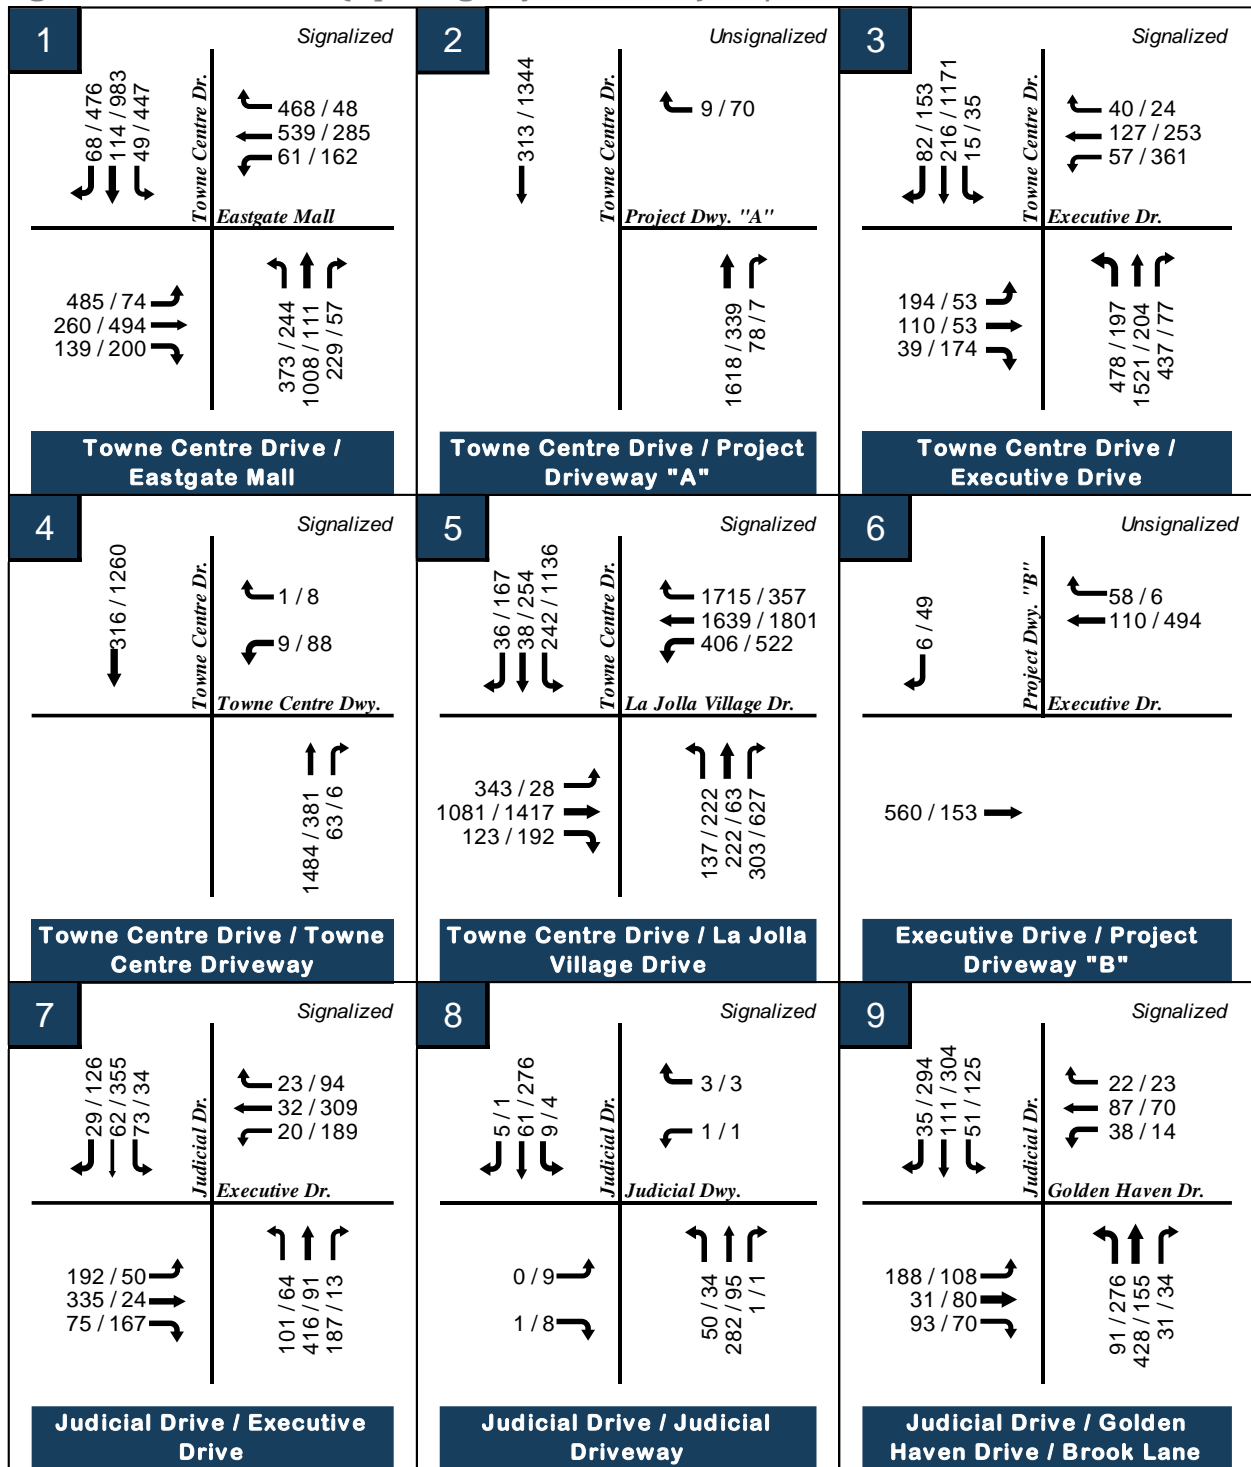 1
Signalized
68 / 476
114 / 983
49 / 447
Towne Centre Dr.
468 / 48
539 / 285
61 / 162
Eastgate Mall
485 / 74
260 / 494
139 / 200
373 / 244
1008 / 111
229 / 57
Towne Centre Drive /
Eastgate Mall
2
Unsignalized
313 / 1344
Towne Centre Dr.
9 / 70
Project Dwy. "A"
1618 / 339
78 / 7
Towne Centre Drive / Project
Driveway "A"
3
Signalized
82 / 153
216 / 1171
15 / 35
Towne Centre Dr.
40 / 24
127 / 253
57 / 361
Executive Dr.
194 / 53
110 / 53
39 / 174
478 / 197
1521 / 204
437 / 77
Towne Centre Drive /
Executive Drive
4
Signalized
316 / 1260
Towne Centre Dr.
1 / 8
9 / 88
Towne Centre Dwy.
1484 / 381
63 / 6
Towne Centre Drive / Towne
Centre Driveway
5
Signalized
36 / 167
38 / 254
242 / 1136
Towne Centre Dr.
1715 / 357
1639 / 1801
406 / 522
La Jolla Village Dr.
343 / 28
1081 / 1417
123 / 192
137 / 222
222 / 63
303 / 627
Towne Centre Drive / La Jolla
Village Drive
6
Unsignalized
6 / 49
Project Dwy. "B"
58 / 6
110 / 494
Executive Dr.
560 / 153
Executive Drive / Project
Driveway "B"
7
Signalized
29 / 126
62 / 355
73 / 34
Judicial Dr.
23 / 94
32 / 309
20 / 189
Executive Dr.
192 / 50
335 / 24
75 / 167
101 / 64
416 / 91
187 / 13
Judicial Drive / Executive
Drive
8
Signalized
5 / 1
61 / 276
9 / 4
Judicial Dr.
3 / 3
1 / 1
Judicial Dwy.
0 / 9
1 / 8
50 / 34
282 / 95
1 / 1
Judicial Drive / Judicial
Driveway
9
Signalized
35 / 294
111 / 304
51 / 125
Judicial Dr.
22 / 23
87 / 70
38 / 14
Golden Haven Dr.
188 / 108
31 / 80
93 / 70
91 / 276
428 / 155
31 / 34
Judicial Drive / Golden
Haven Drive / Brook Lane